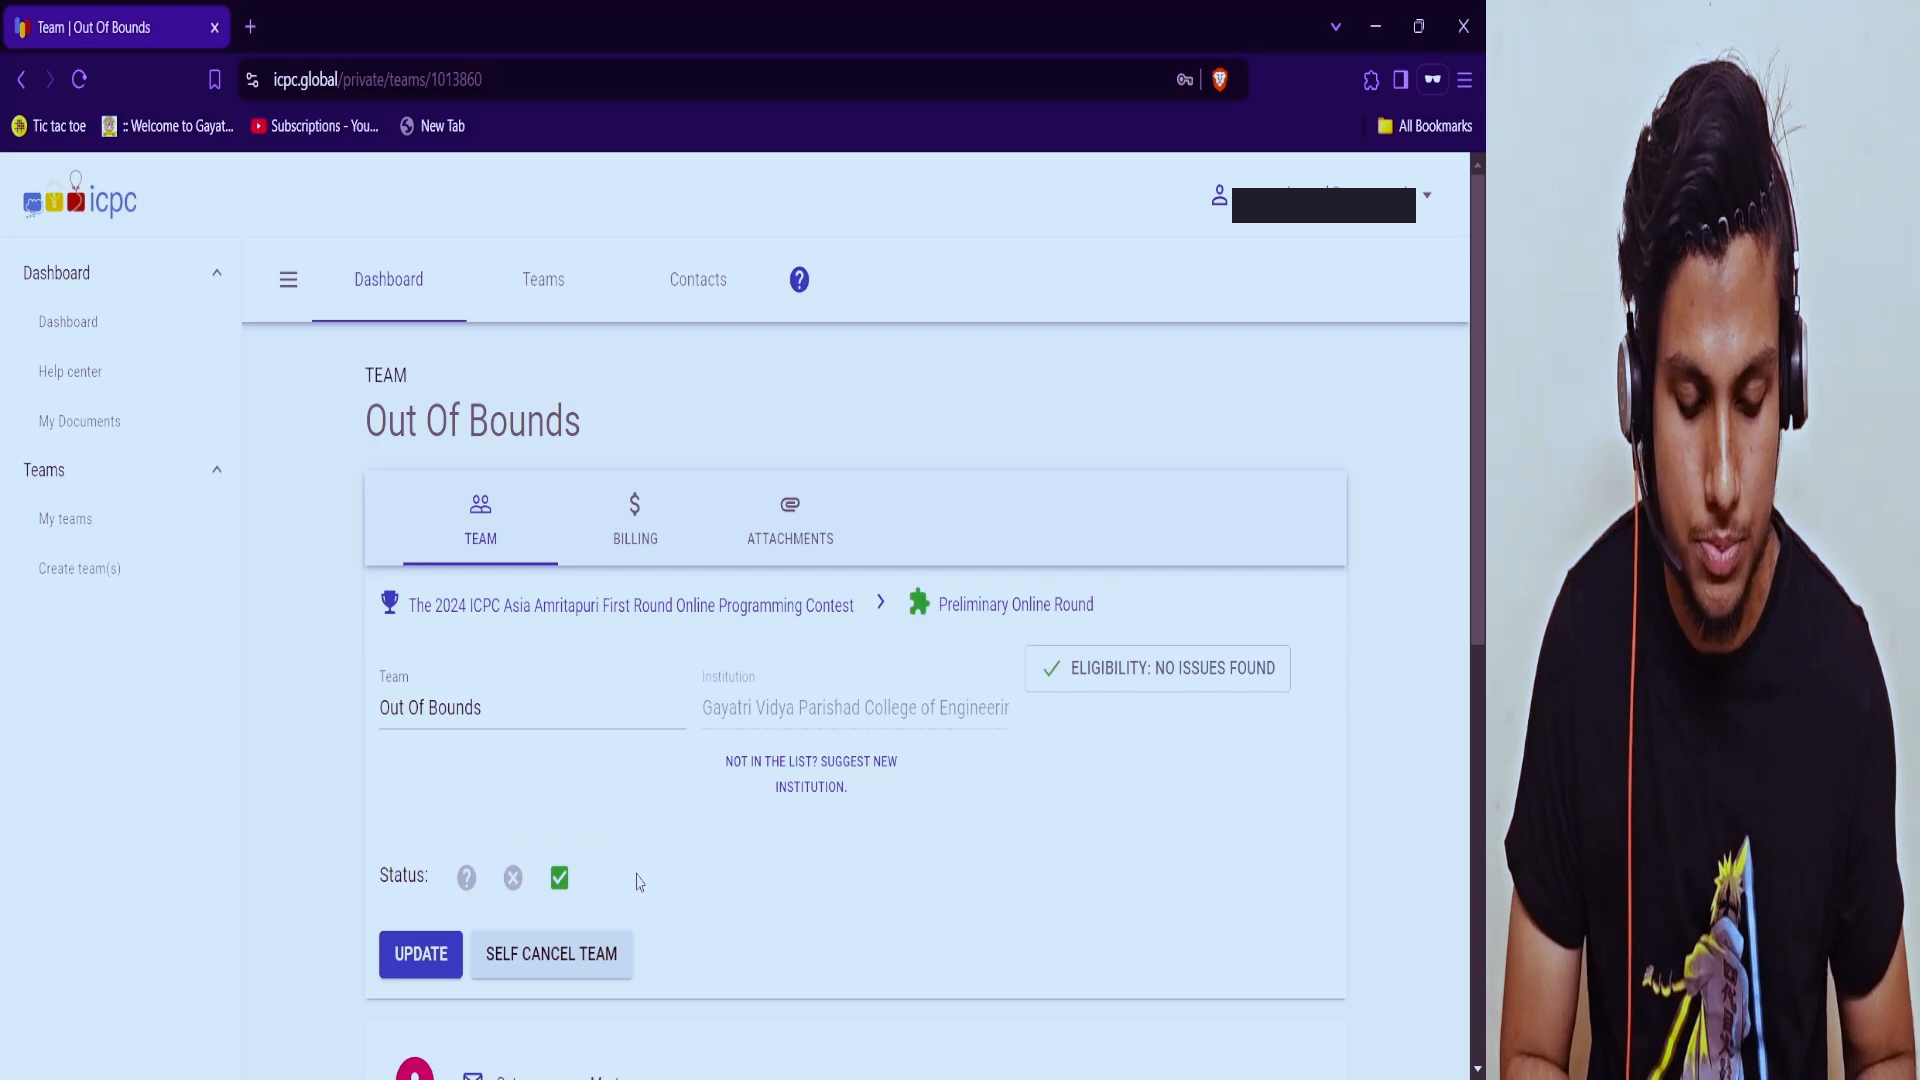 Team | Out Of Bounds
icpc.global/private/teams/1013860
Tic tac toe
:: Welcome to Gayat...
Subscriptions - You...
New Tab
All Bookmarks
icpc
Dashboard
Dashboard
Help center
My Documents
Teams
My teams
Create team(s)
Dashboard
Teams
Contacts
TEAM
Out Of Bounds
TEAM
BILLING
ATTACHMENTS
The 2024 ICPC Asia Amritapuri First Round Online Programming Contest
Preliminary Online Round
Team
Out Of Bounds
Institution
Gayatri Vidya Parishad College of Engineerin
ELIGIBILITY: NO ISSUES FOUND
NOT IN THE LIST? SUGGEST NEW
INSTITUTION.
Status:
UPDATE
SELF CANCEL TEAM